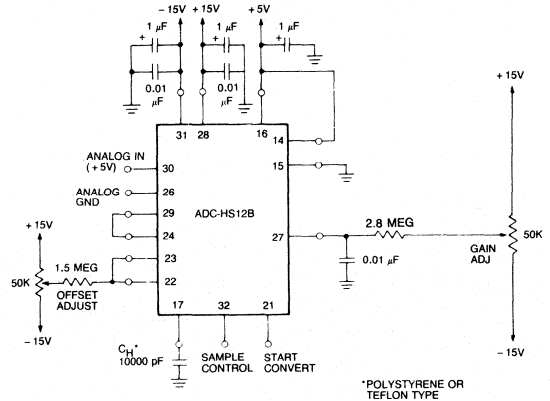 – 15V + 15V + 5V
1 µF 1 µF 1 µF
+ + +
0.01 µF 0.01 µF
31 28 16
14
15
ANALOG IN
(+5V)
30
ANALOG
GND
26
ADC-HS12B
29
24
23
22
27
+ 15V
50K
1.5 MEG
OFFSET
ADJUST
– 15V
17 32 21
C_H*
10000 pF
SAMPLE
CONTROL
START
CONVERT
2.8 MEG
0.01 µF
+ 15V
50K
GAIN
ADJ
– 15V
*POLYSTYRENE OR
TEFLON TYPE